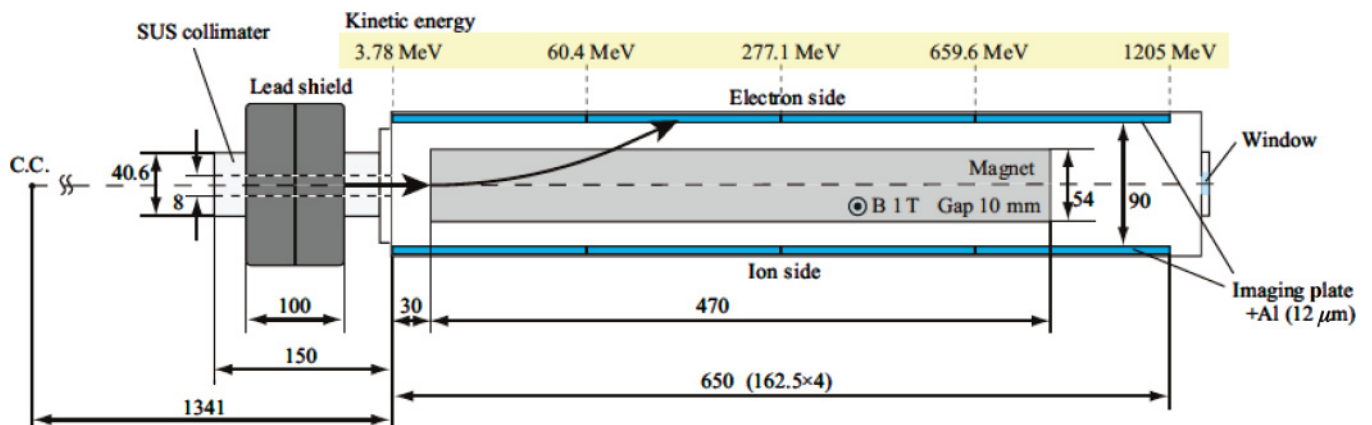 Kinetic energy
SUS collimater
3.78 MeV
60.4 MeV
277.1 MeV
659.6 MeV
1205 MeV
Lead shield
Electron side
Window
C.C.
40.6
8
Magnet
B 1 T Gap 10 mm
54
90
Ion side
Imaging plate
+Al (12 μm)
100
30
470
150
650 (162.5×4)
1341